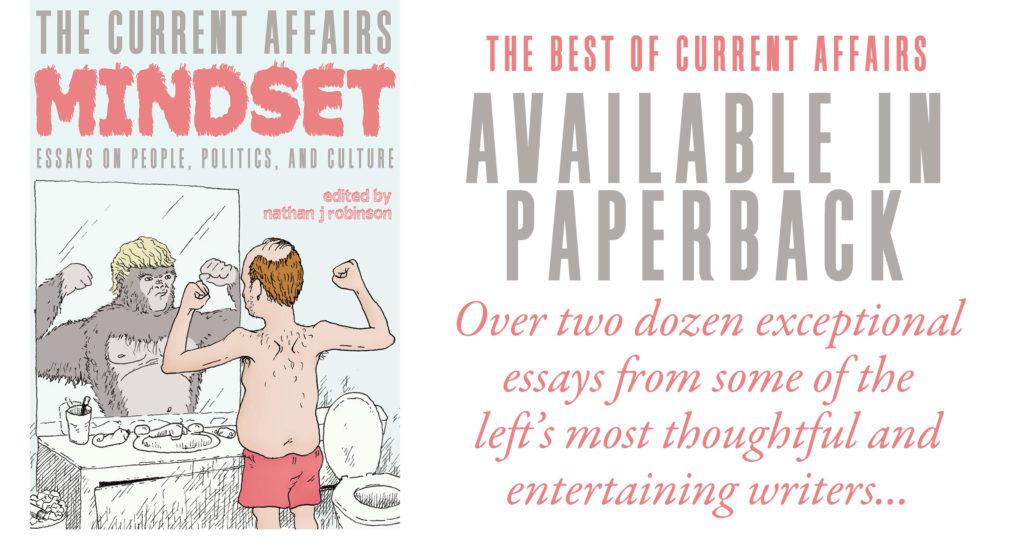 THE CURRENT AFFAIRS
MINDSET
ESSAYS ON PEOPLE, POLITICS, AND CULTURE
edited by
nathan j robinson
THE BEST OF CURRENT AFFAIRS
AVAILABLE IN
PAPERBACK
Over two dozen exceptional
essays from some of the
left’s most thoughtful and
entertaining writers...